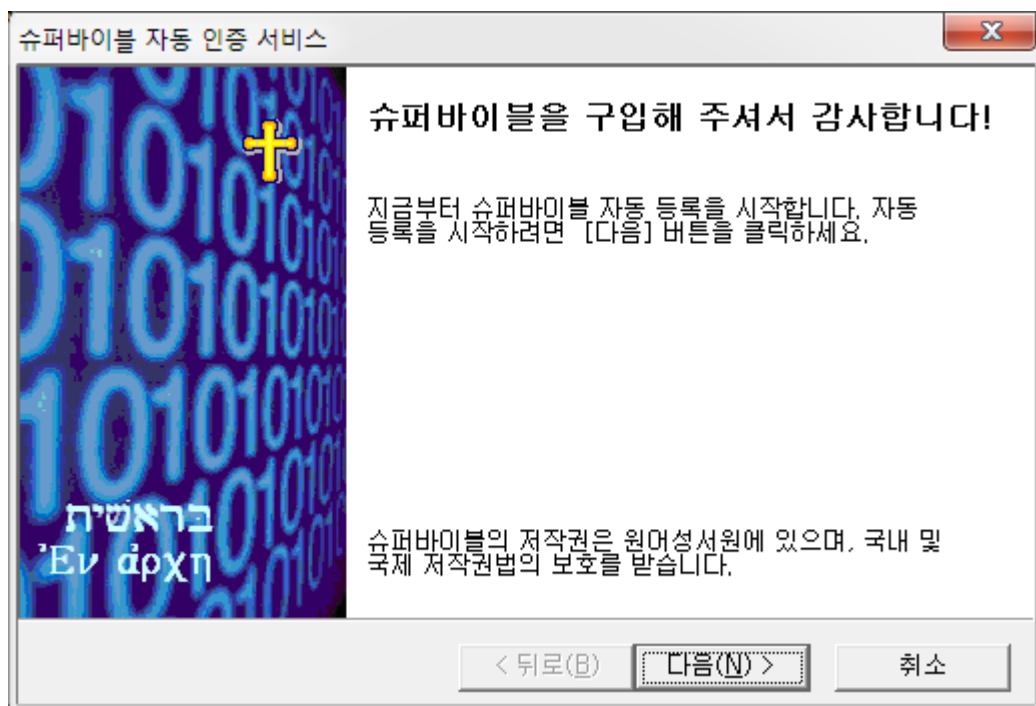 슈퍼바이블 자동 인증 서비스
슈퍼바이블을 구입해 주셔서 감사합니다!
지금부터 슈퍼바이블 자동 등록을 시작합니다. 자동
등록을 시작하려면 [다음] 버튼을 클릭하세요.
בראשית
Ἐν ἀρχη
슈퍼바이블의 저작권은 원어성서원에 있으며, 국내 및
국제 저작권법의 보호를 받습니다.
< 뒤로(B)
다음(N) >
취소